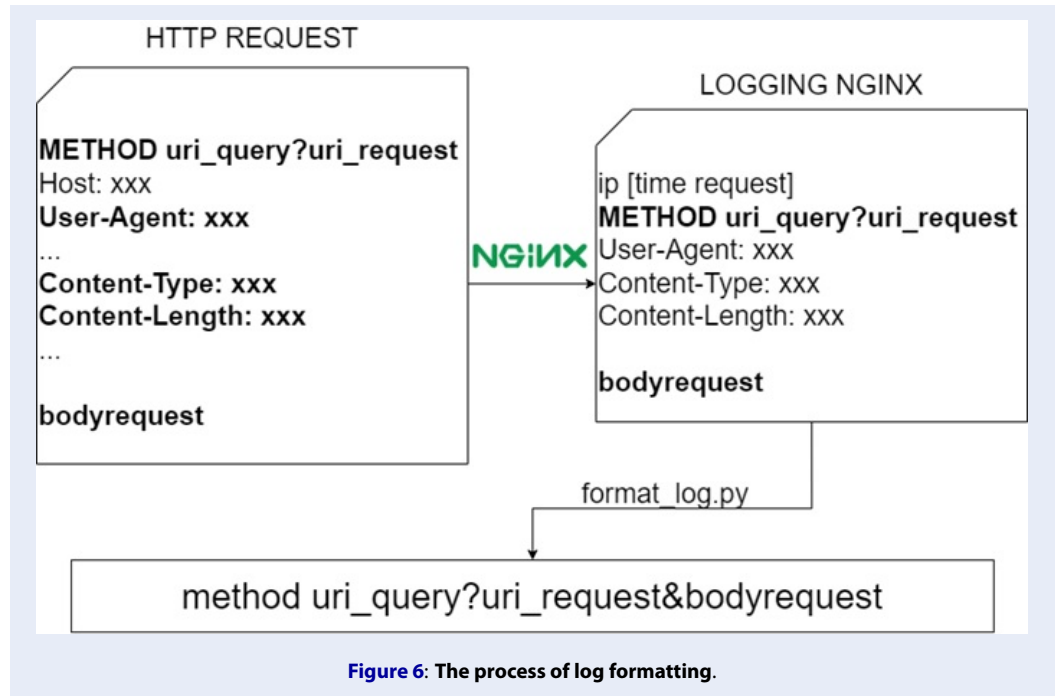 HTTP REQUEST
METHOD uri_query?uri_request
Host: xxx
User-Agent: xxx
...
Content-Type: xxx
Content-Length: xxx
...
bodyrequest
NGINX
LOGGING NGINX
ip [time request]
METHOD uri_query?uri_request
User-Agent: xxx
Content-Type: xxx
Content-Length: xxx
bodyrequest
format_log.py
method uri_query?uri_request&bodyrequest
Figure 6: The process of log formatting.